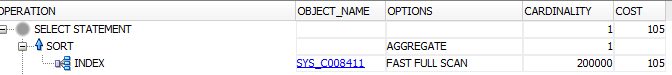 OPERATION OBJECT_NAME OPTIONS CARDINALITY COST
SELECT STATEMENT 1 105
SORT AGGREGATE 1
INDEX SYS_C008411 FAST FULL SCAN 200000 105